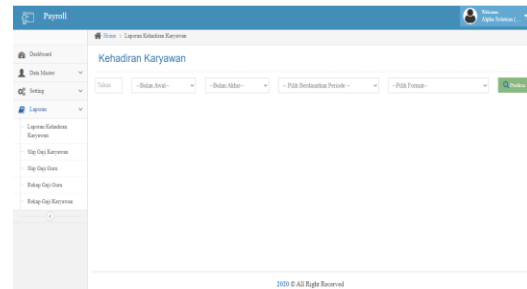 Payroll
Welcome,
Alpha Solution (...
Home > Laporan Kehadiran Karyawan
Dashboard
Data Master
Setting
Laporan
Laporan Kehadiran
Karyawan
Slip Gaji Karyawan
Slip Gaji Guru
Rekap Gaji Guru
Rekap Gaji Karyawan
Kehadiran Karyawan
Tahun
--Bulan Awal--
--Bulan Akhir--
-- Pilih Berdasarkan Periode --
--Pilih Format--
2020 © All Right Reserved